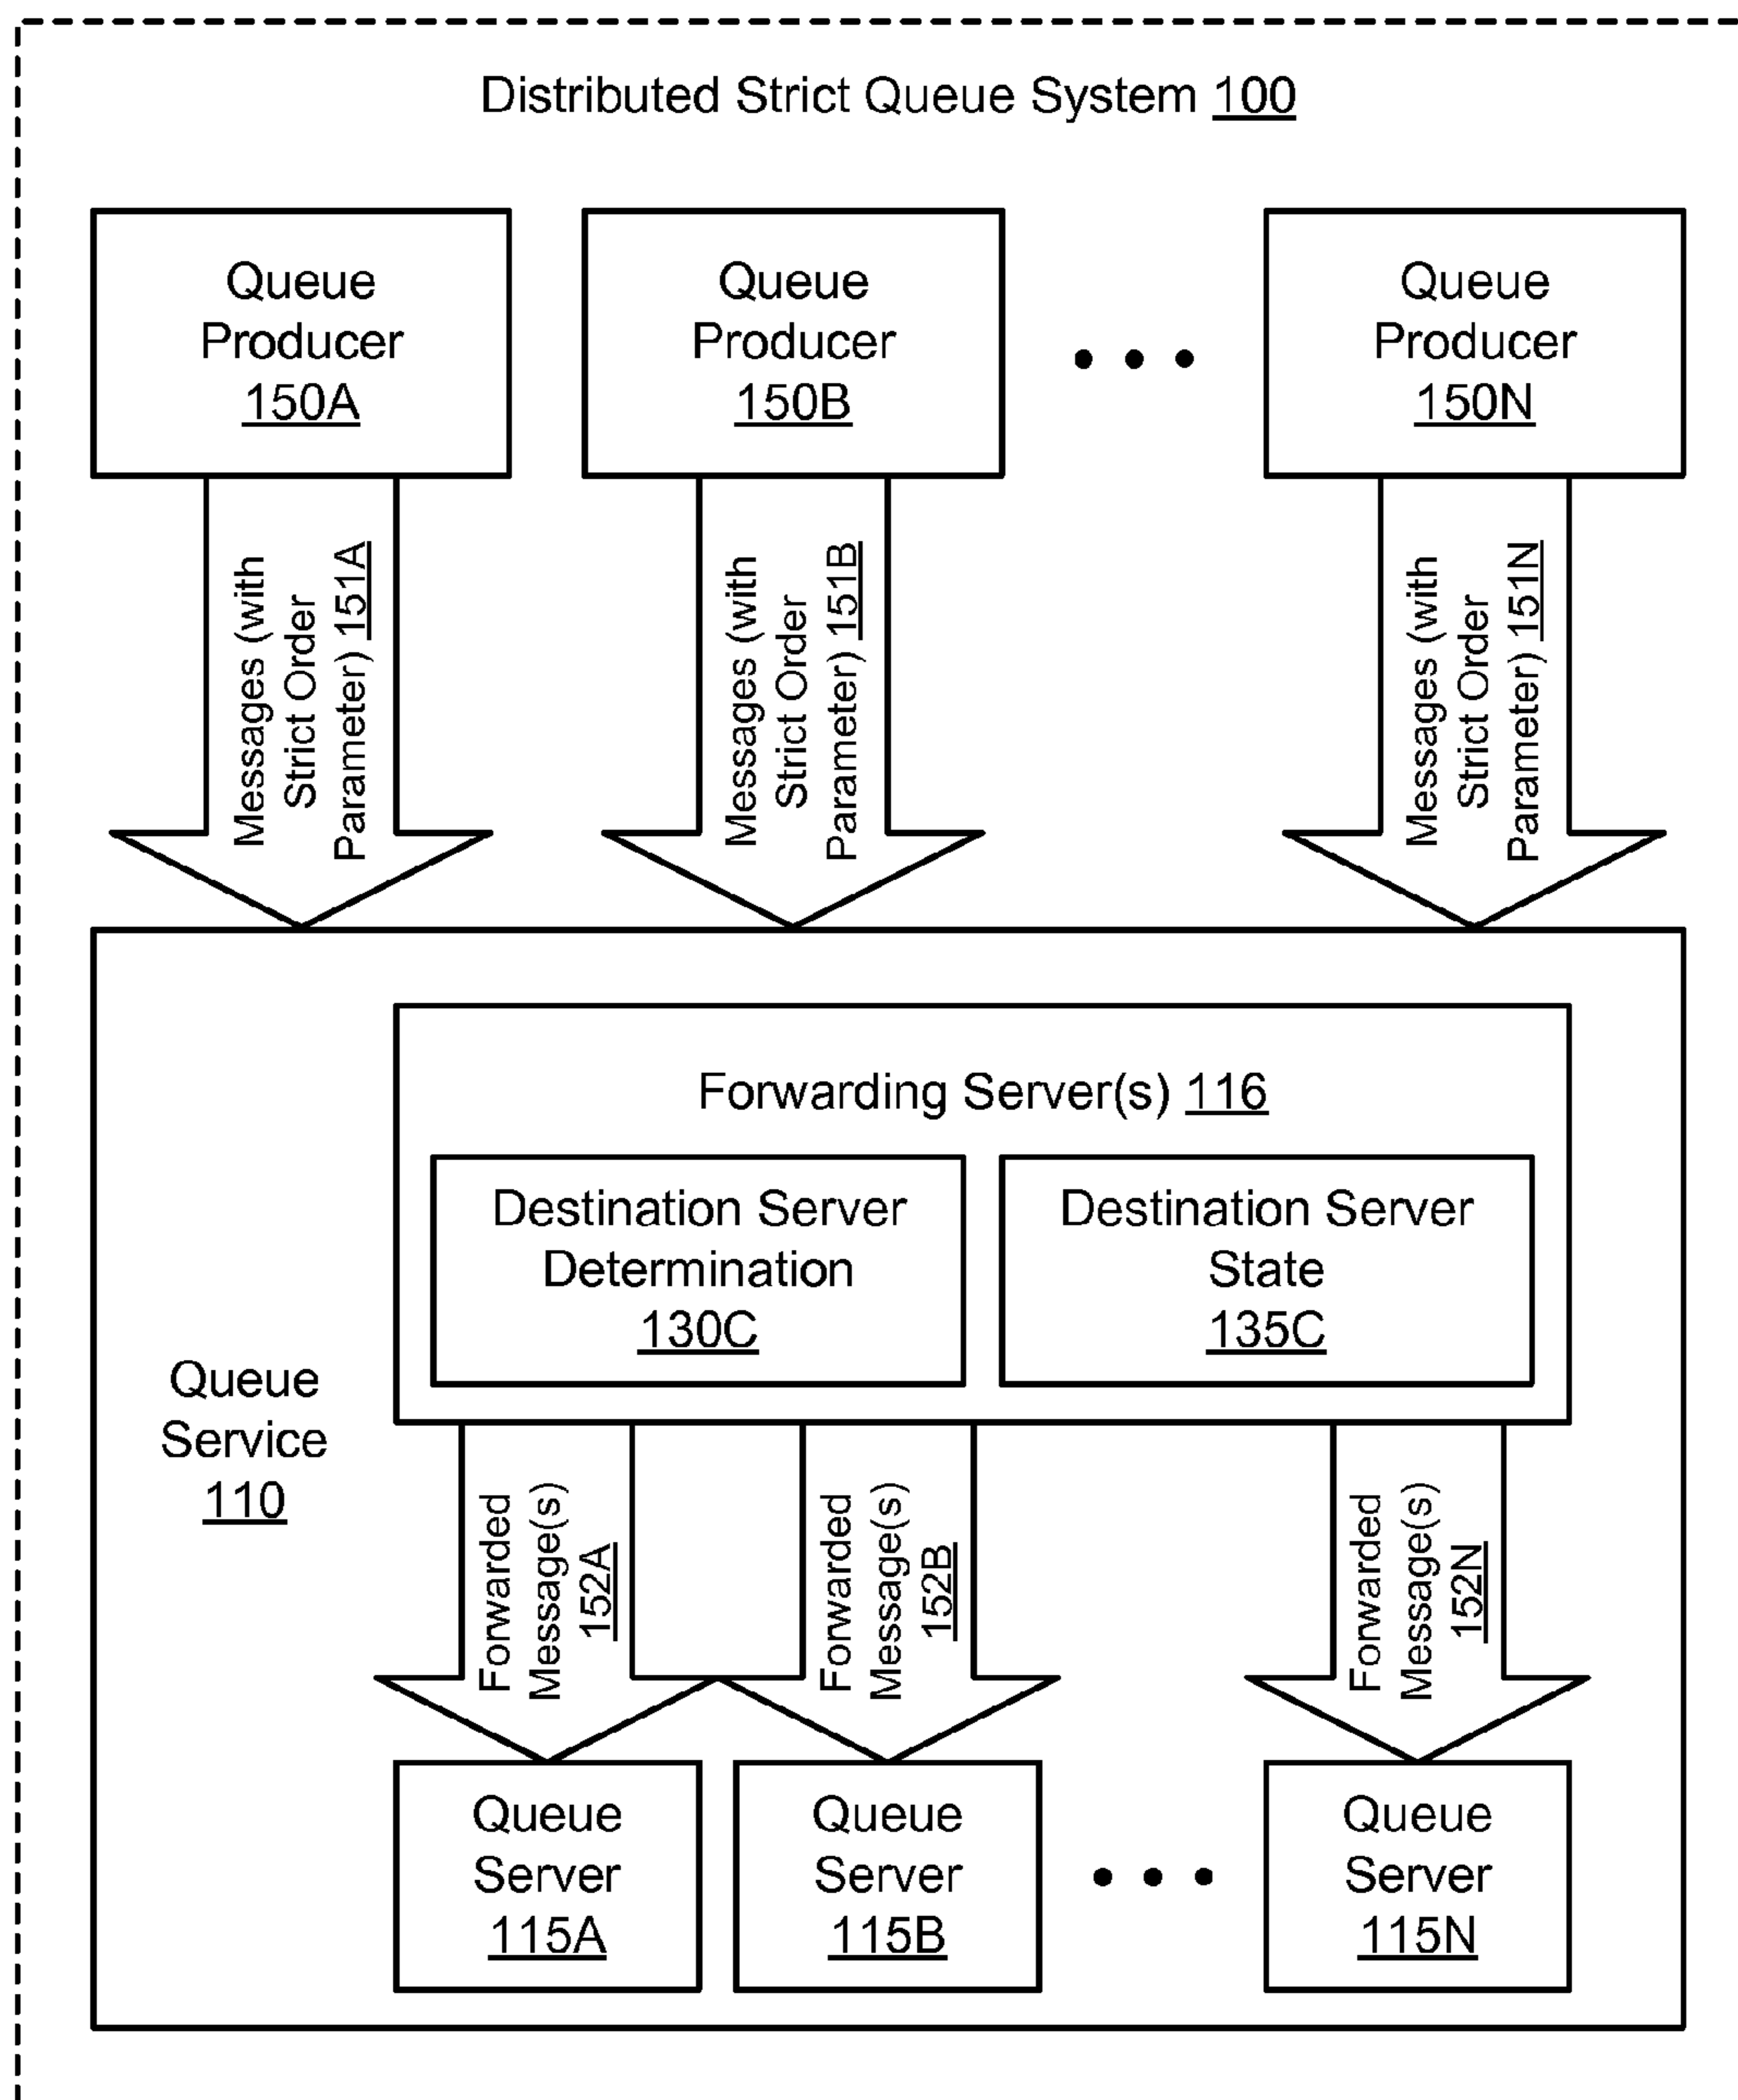 Distributed Strict Queue System 100
Queue
Producer
150A
Queue
Producer
150B
Queue
Producer
150N
Messages (with
Strict Order
Parameter) 151A
Messages (with
Strict Order
Parameter) 151B
Messages (with
Strict Order
Parameter) 151N
Forwarding Server(s) 116
Destination Server
Determination
130C
Destination Server
State
135C
Queue
Service
110
Forwarded
Message(s)
152A
Forwarded
Message(s)
152B
Forwarded
Message(s)
152N
Queue
Server
115A
Queue
Server
115B
Queue
Server
115N